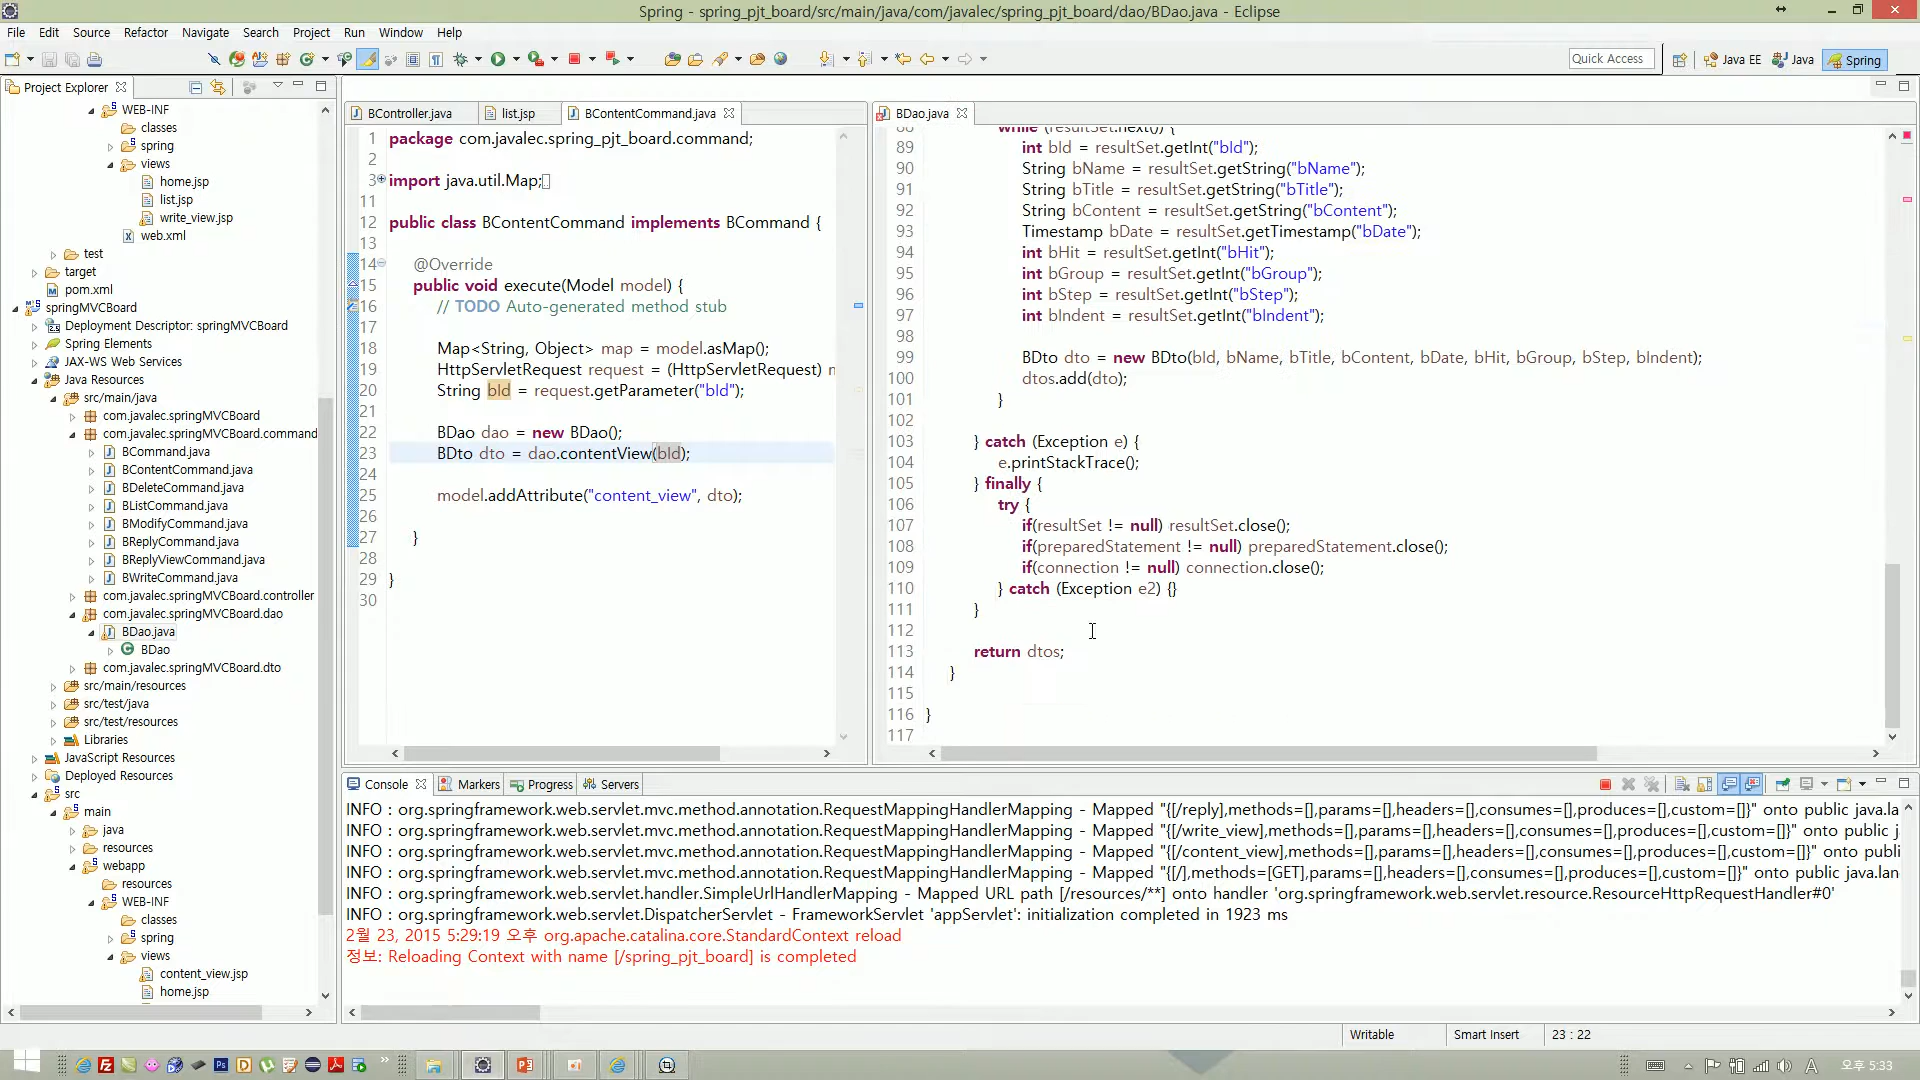 Spring - spring_pjt_board/src/main/java/com/javalec/spring_pjt_board/dao/BDao.java - Eclipse
File Edit Source Refactor Navigate Search Project Run Window Help
Quick Access Java EE Java Spring
Project Explorer
WEB-INF
classes
spring
views
home.jsp
list.jsp
write_view.jsp
web.xml
test
target
pom.xml
springMVCBoard
Deployment Descriptor: springMVCBoard
Spring Elements
JAX-WS Web Services
Java Resources
src/main/java
com.javalec.springMVCBoard
com.javalec.springMVCBoard.command
BCommand.java
BContentCommand.java
BDeleteCommand.java
BListCommand.java
BModifyCommand.java
BReplyCommand.java
BReplyViewCommand.java
BWriteCommand.java
com.javalec.springMVCBoard.controller
com.javalec.springMVCBoard.dao
BDao.java
BDao
com.javalec.springMVCBoard.dto
src/main/resources
src/test/java
src/test/resources
Libraries
JavaScript Resources
Deployed Resources
src
main
java
resources
webapp
resources
WEB-INF
classes
spring
views
content_view.jsp
home.jsp
BController.java list.jsp BContentCommand.java
1 package com.javalec.spring_pjt_board.command;
2
3 import java.util.Map;
11
12 public class BContentCommand implements BCommand {
13
14 @Override
15 public void execute(Model model) {
16 // TODO Auto-generated method stub
17
18 Map<String, Object> map = model.asMap();
19 HttpServletRequest request = (HttpServletRequest) m
20 String bId = request.getParameter("bId");
21
22 BDao dao = new BDao();
23 BDto dto = dao.contentView(bId);
24
25 model.addAttribute("content_view", dto);
26
27 }
28
29 }
30
BDao.java
88 while (resultSet.next()) {
89 int bId = resultSet.getInt("bId");
90 String bName = resultSet.getString("bName");
91 String bTitle = resultSet.getString("bTitle");
92 String bContent = resultSet.getString("bContent");
93 Timestamp bDate = resultSet.getTimestamp("bDate");
94 int bHit = resultSet.getInt("bHit");
95 int bGroup = resultSet.getInt("bGroup");
96 int bStep = resultSet.getInt("bStep");
97 int bIndent = resultSet.getInt("bIndent");
98
99 BDto dto = new BDto(bId, bName, bTitle, bContent, bDate, bHit, bGroup, bStep, bIndent);
100 dtos.add(dto);
101 }
102
103 } catch (Exception e) {
104 e.printStackTrace();
105 } finally {
106 try {
107 if(resultSet != null) resultSet.close();
108 if(preparedStatement != null) preparedStatement.close();
109 if(connection != null) connection.close();
110 } catch (Exception e2) {}
111 }
112
113 return dtos;
114 }
115
116 }
117
Console Markers Progress Servers
INFO : org.springframework.web.servlet.mvc.method.annotation.RequestMappingHandlerMapping - Mapped "{[/reply],methods=[],params=[],headers=[],consumes=[],produces=[],custom=[]}" onto public java.la
INFO : org.springframework.web.servlet.mvc.method.annotation.RequestMappingHandlerMapping - Mapped "{[/write_view],methods=[],params=[],headers=[],consumes=[],produces=[],custom=[]}" onto public j
INFO : org.springframework.web.servlet.mvc.method.annotation.RequestMappingHandlerMapping - Mapped "{[/content_view],methods=[],params=[],headers=[],consumes=[],produces=[],custom=[]}" onto publi
INFO : org.springframework.web.servlet.mvc.method.annotation.RequestMappingHandlerMapping - Mapped "{[/],methods=[GET],params=[],headers=[],consumes=[],produces=[],custom=[]}" onto public java.lan
INFO : org.springframework.web.servlet.handler.SimpleUrlHandlerMapping - Mapped URL path [/resources/**] onto handler 'org.springframework.web.servlet.resource.ResourceHttpRequestHandler#0'
INFO : org.springframework.web.servlet.DispatcherServlet - FrameworkServlet 'appServlet': initialization completed in 1923 ms
2월 23, 2015 5:29:19 오후 org.apache.catalina.core.StandardContext reload
정보: Reloading Context with name [/spring_pjt_board] is completed
Writable Smart Insert 23 : 22
A 오후 5:33